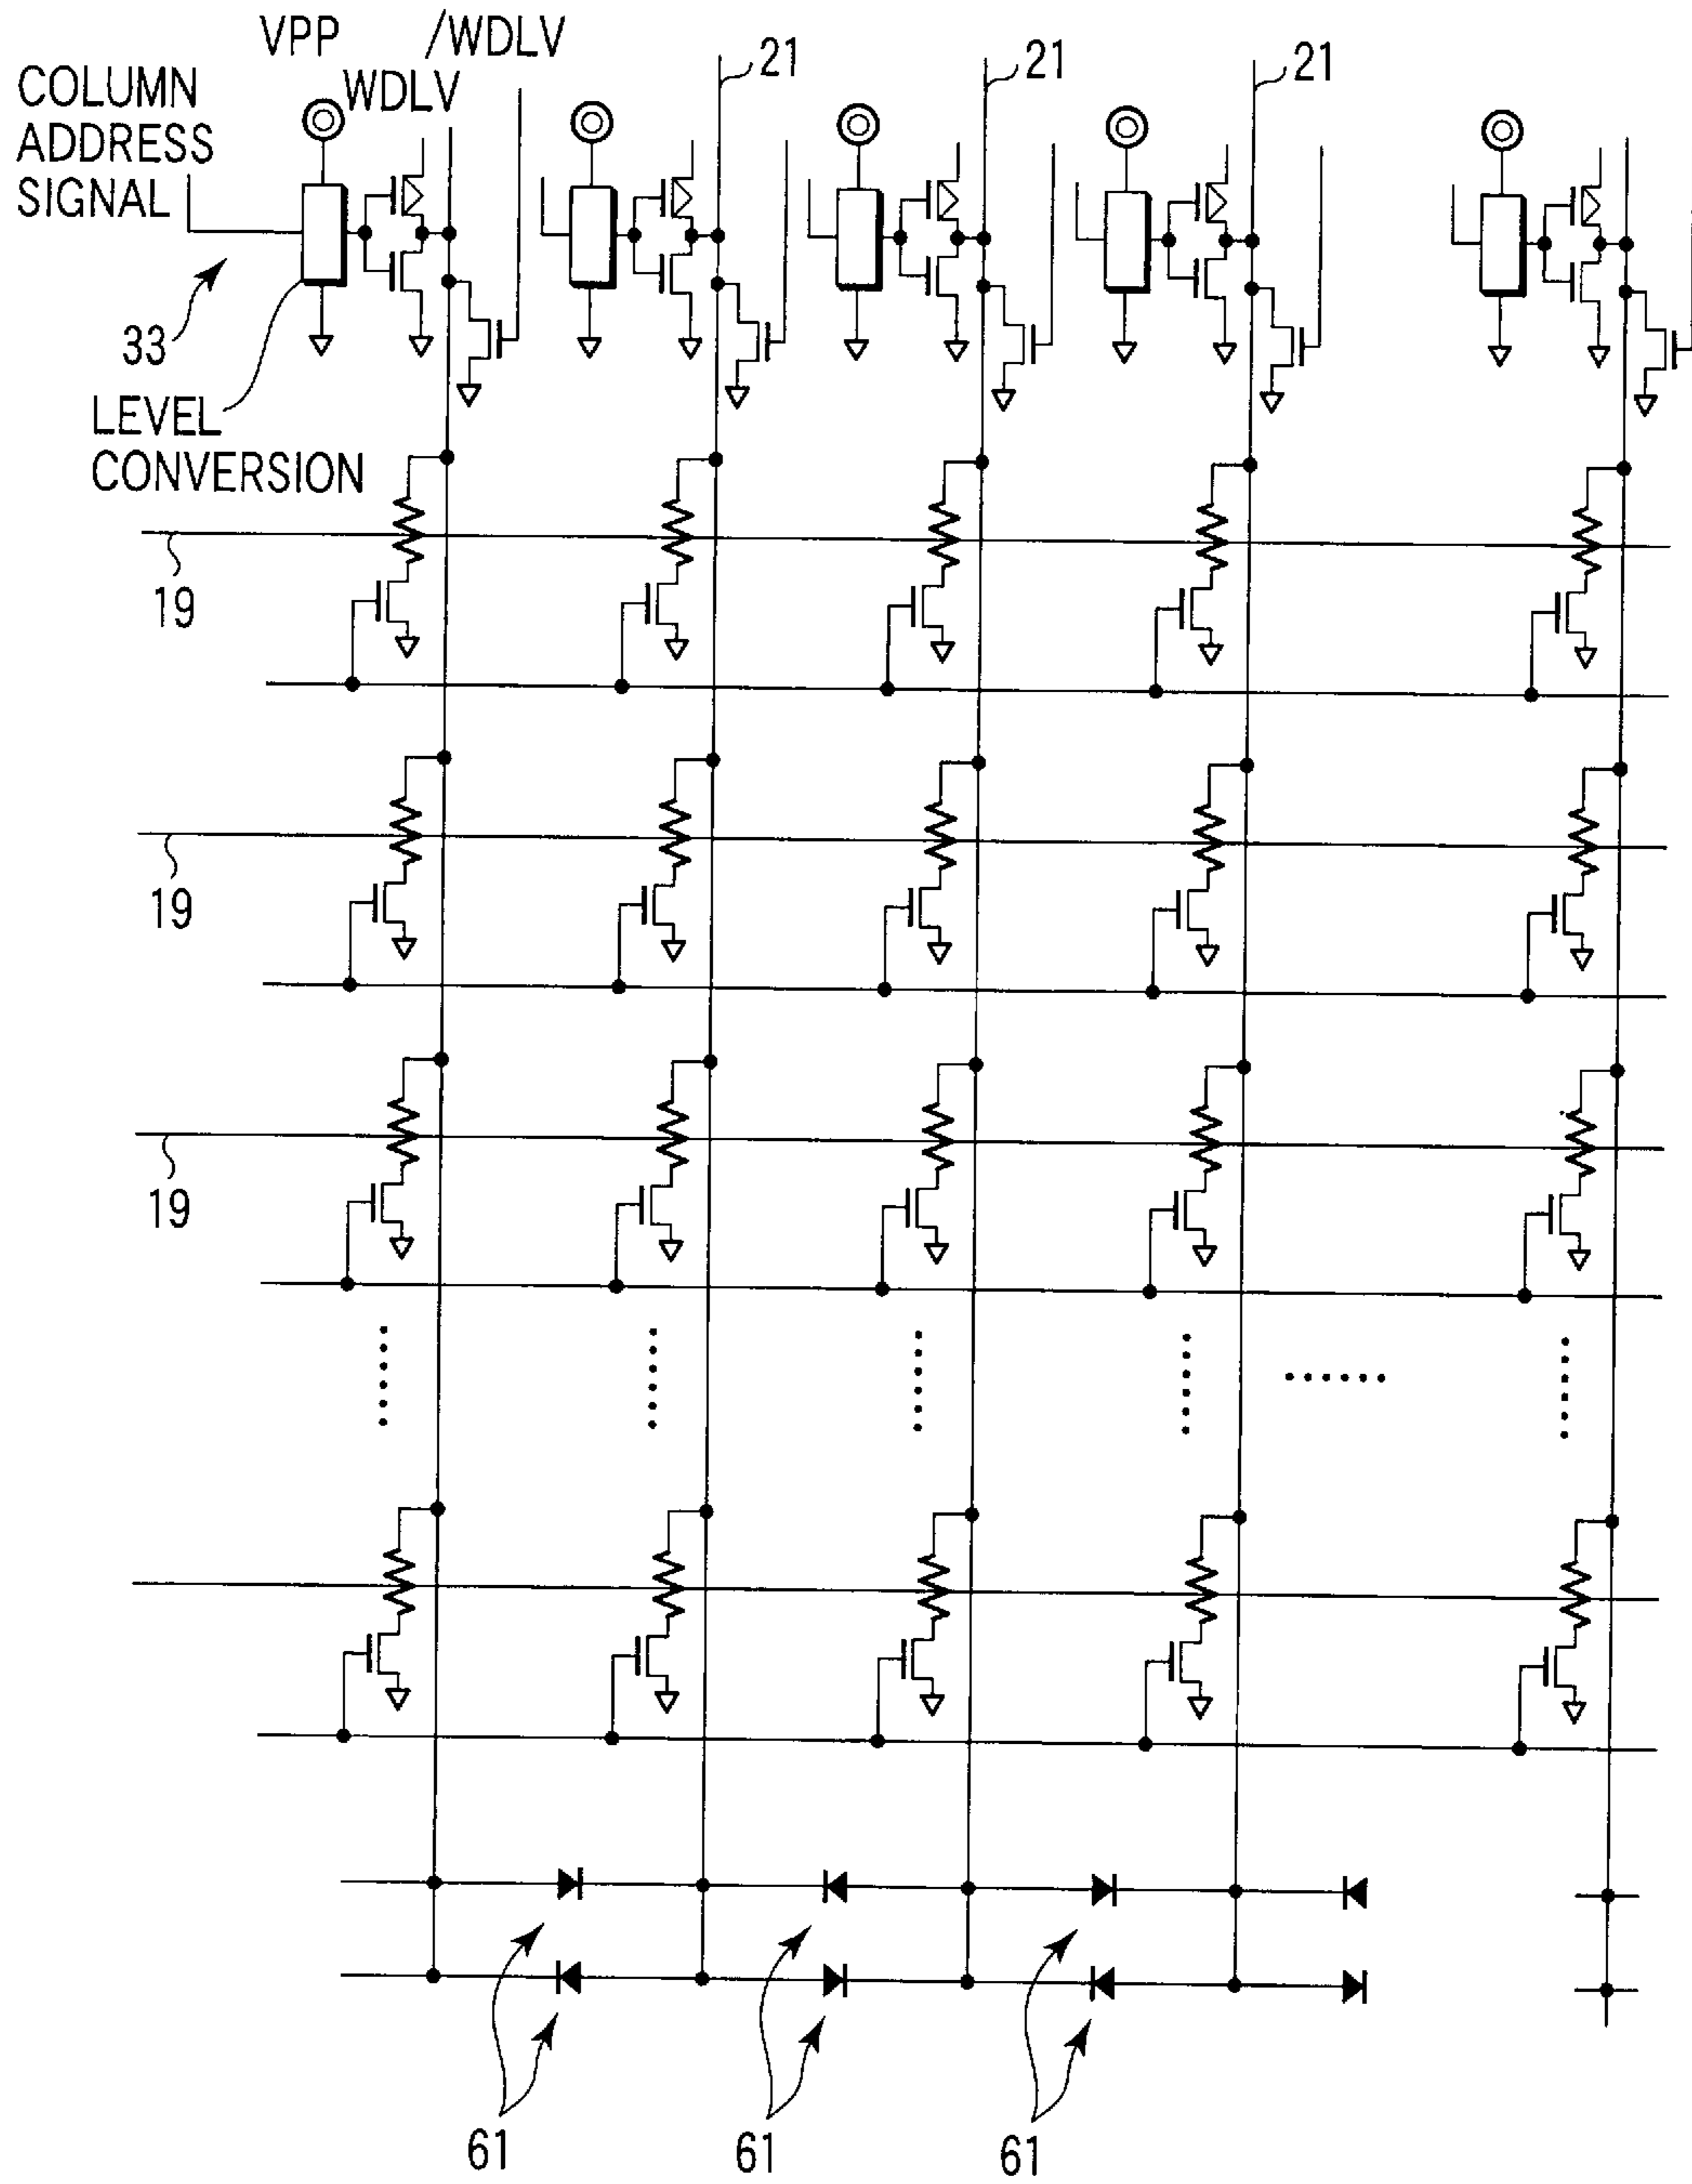 VPP /WDLV
COLUMN WDLV
ADDRESS
SIGNAL
21
21
21
33
LEVEL
CONVERSION
19
19
19
61
61
61